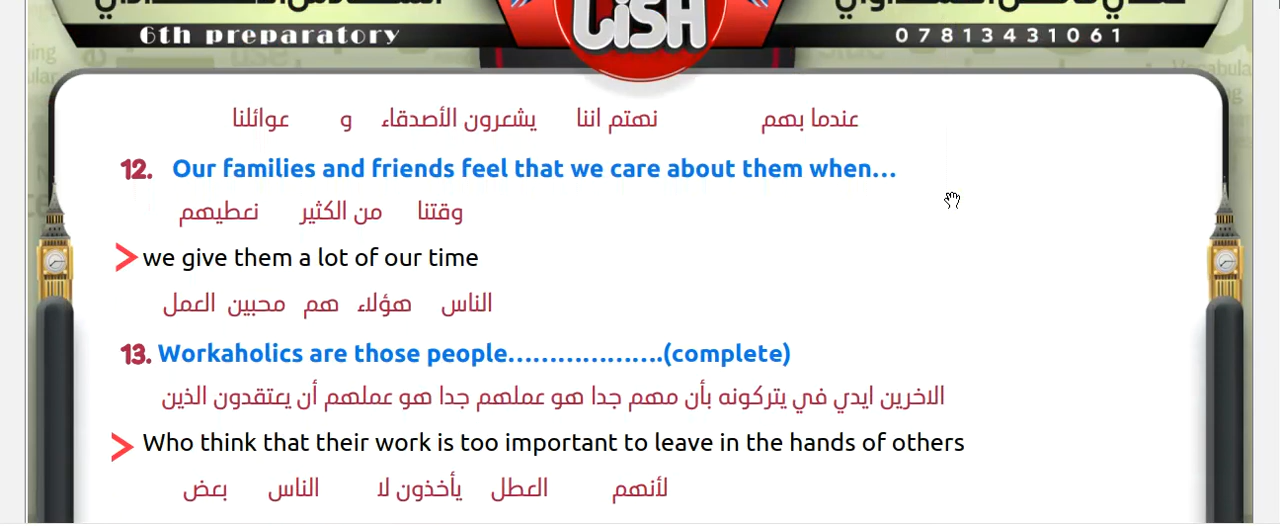 6th preparatory
LiSH
07813431061
عندما بهم نهتم اننا يشعرون الأصدقاء و عوائلنا
12. Our families and friends feel that we care about them when…
وقتنا من الكثير نعطيهم
we give them a lot of our time
الناس هؤلاء هم محبين العمل
13. Workaholics are those people……………….(complete)
الاخرين ايدي في يتركونه بأن مهم جدا هو عملهم جدا هو عملهم أن يعتقدون الذين
Who think that their work is too important to leave in the hands of others
لأنهم العطل يأخذون لا الناس بعض